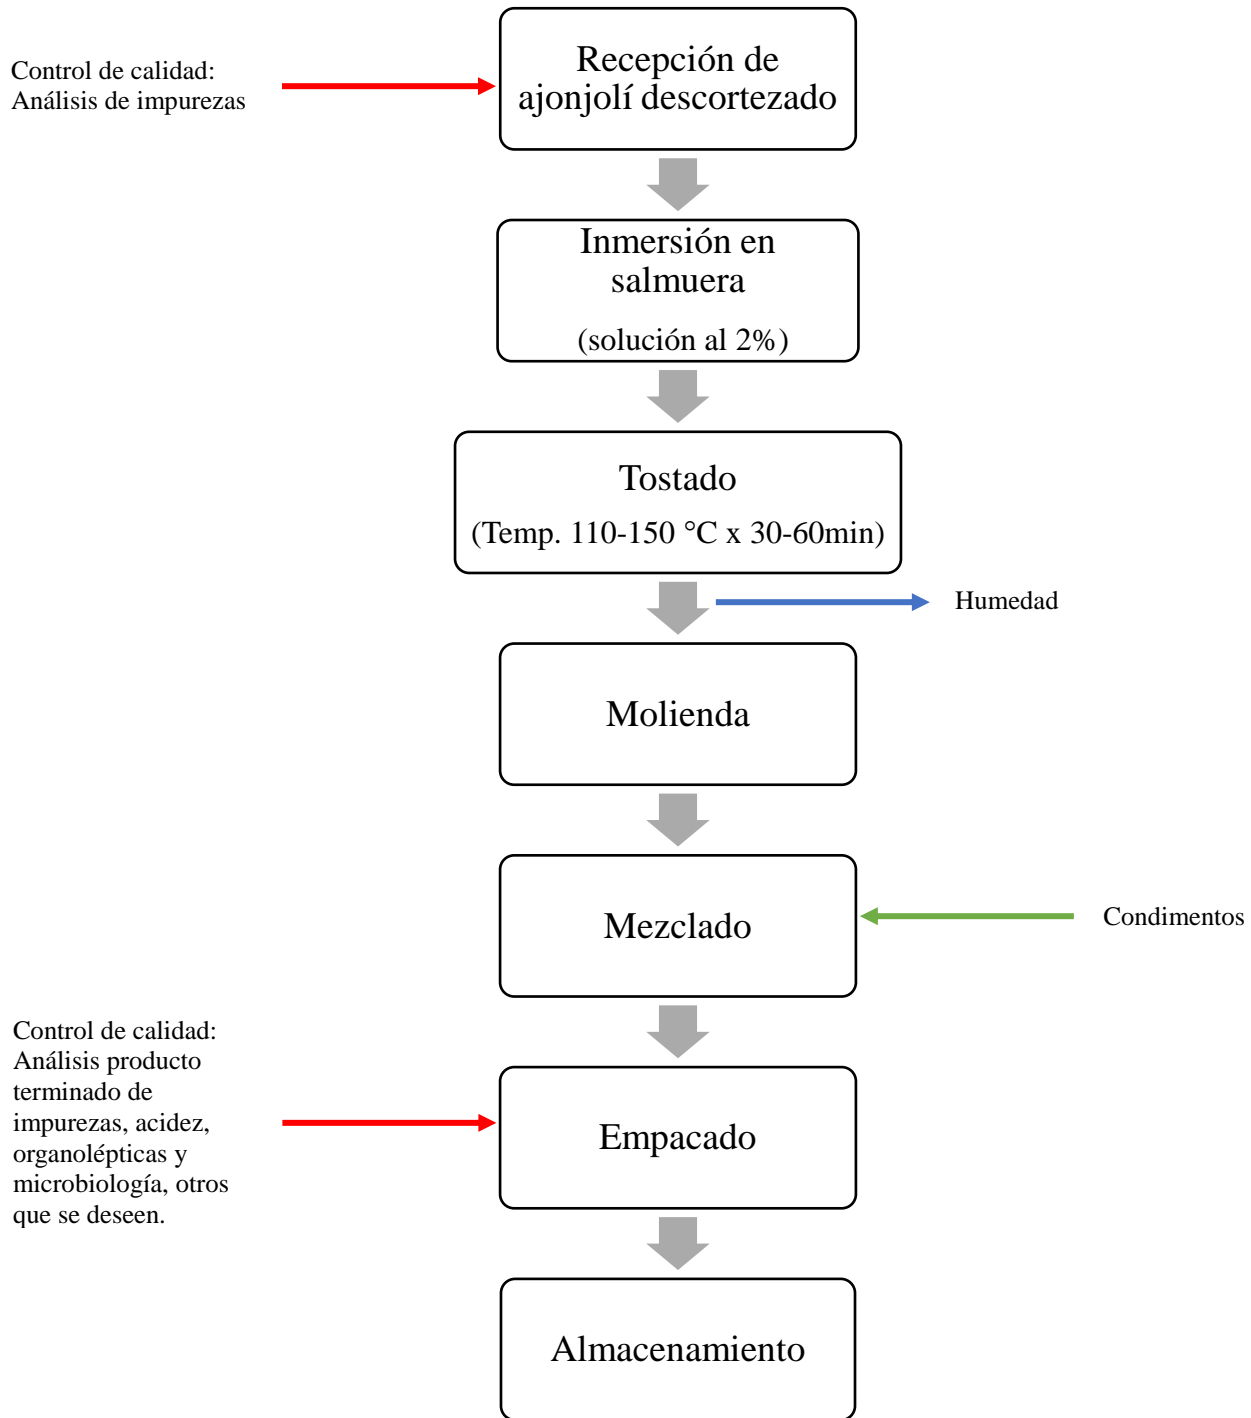 Recepción de
ajonjolí descortezado
Control de calidad:
Análisis de impurezas
Inmersión en
salmuera
(solución al 2%)
Tostado
(Temp. 110-150 °C x 30-60min)
Humedad
Molienda
Mezclado
Condimentos
Control de calidad:
Análisis producto
terminado de
impurezas, acidez,
organolépticas y
microbiología, otros
que se deseen.
Empacado
Almacenamiento